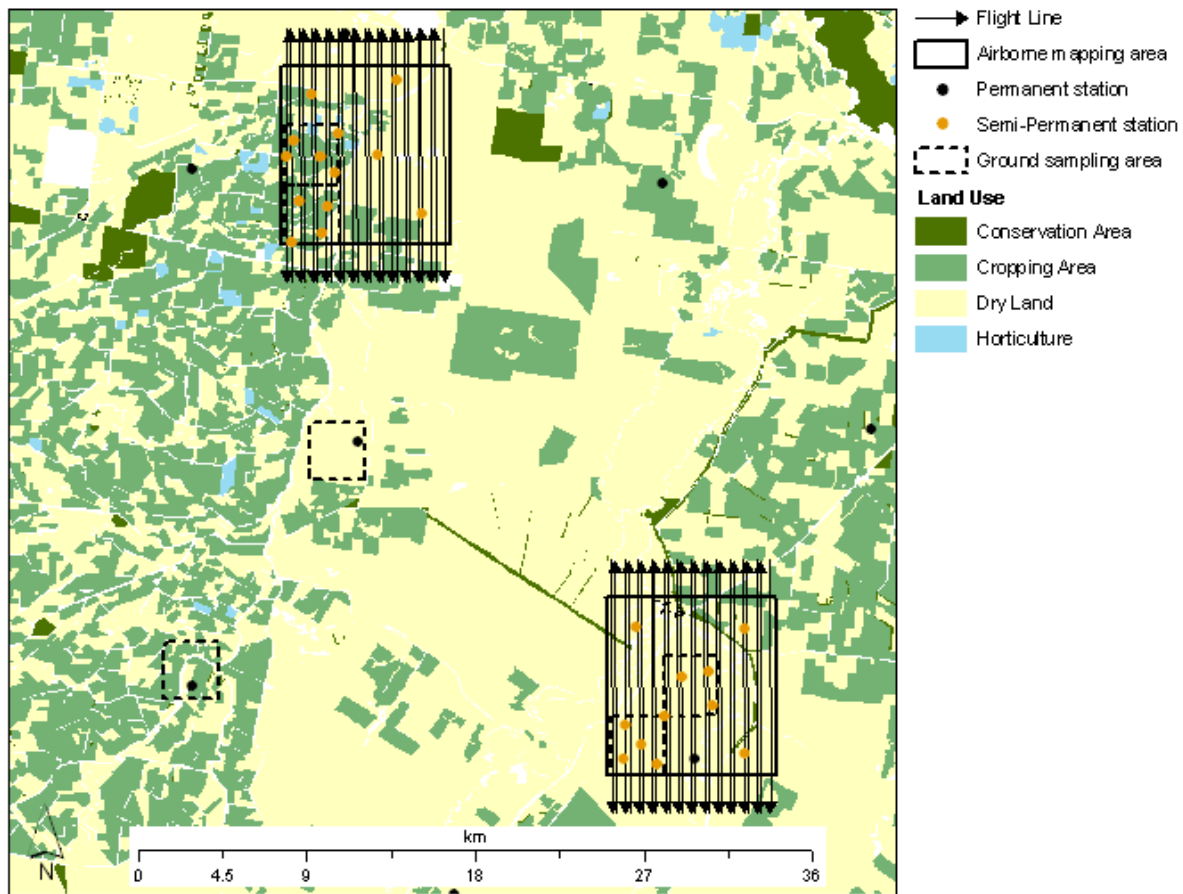 Flight Line
Airborne mapping area
Permanent station
Semi-Permanent station
Ground sampling area
Land Use
Conservation Area
Cropping Area
Dry Land
Horticulture
km
0 4.5 9 18 27 36
N